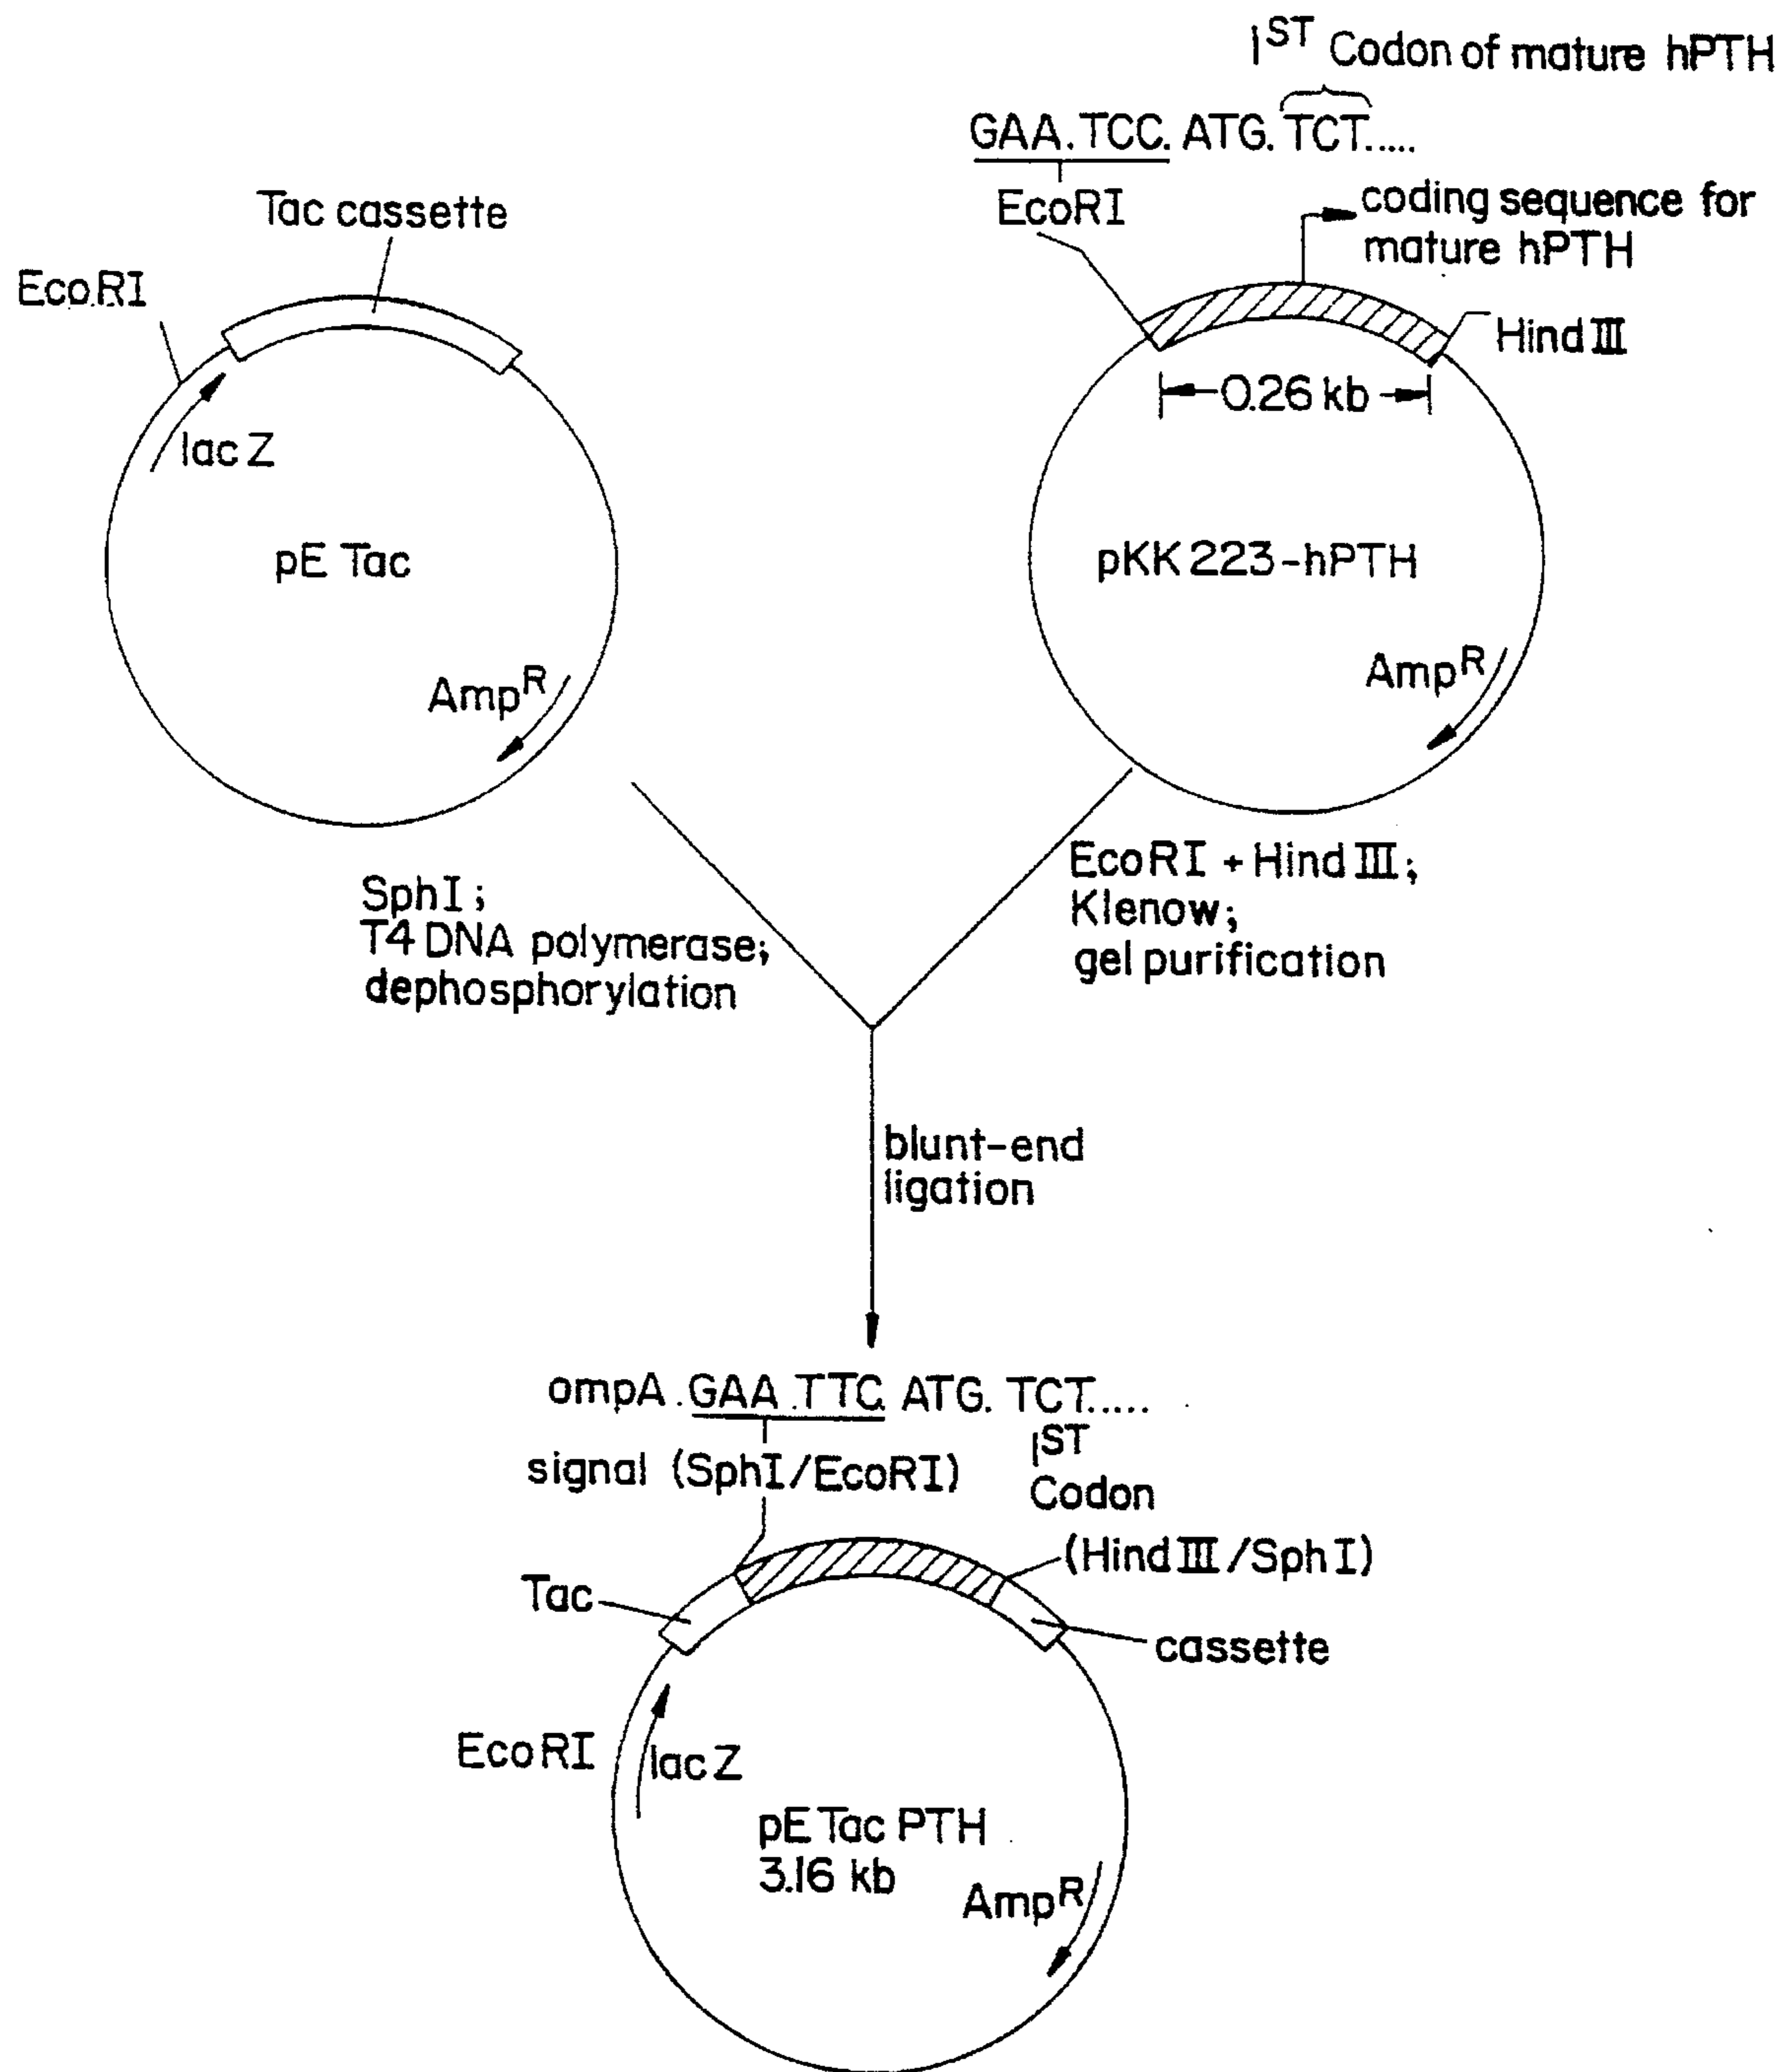 1ST Codon of mature hPTH
GAA.TCC. ATG. TCT.....
EcoRI
coding sequence for
mature hPTH
Tac cassette
EcoRI
Hind III
0.26 kb
lac Z
pE Tac
pKK 223-hPTH
AmpR
AmpR
SphI;
T4 DNA polymerase;
dephosphorylation
EcoRI + Hind III;
Klenow;
gel purification
blunt-end
ligation
ompA .GAA .TTC. ATG. TCT.....
signal (SphI/EcoRI)
1ST
Codon
(Hind III/SphI)
Tac
cassette
EcoRI
lac Z
pE Tac PTH
3.16 kb
AmpR